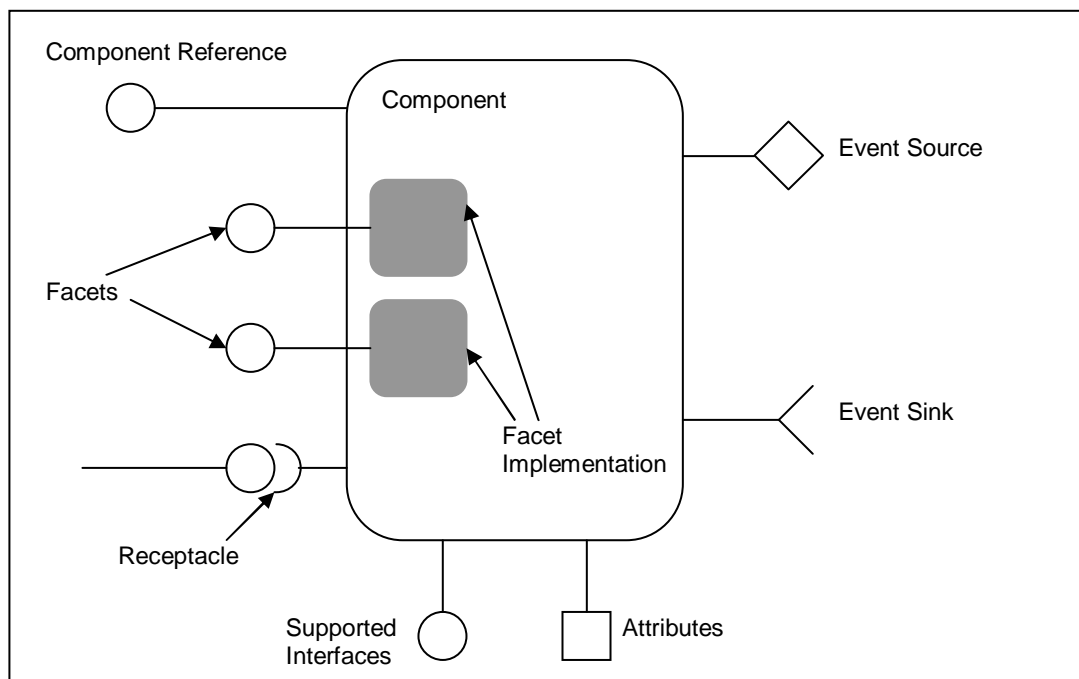 Component Reference
Component
Event Source
Facets
Event Sink
Facet
Implementation
Receptacle
Supported
Interfaces
Attributes